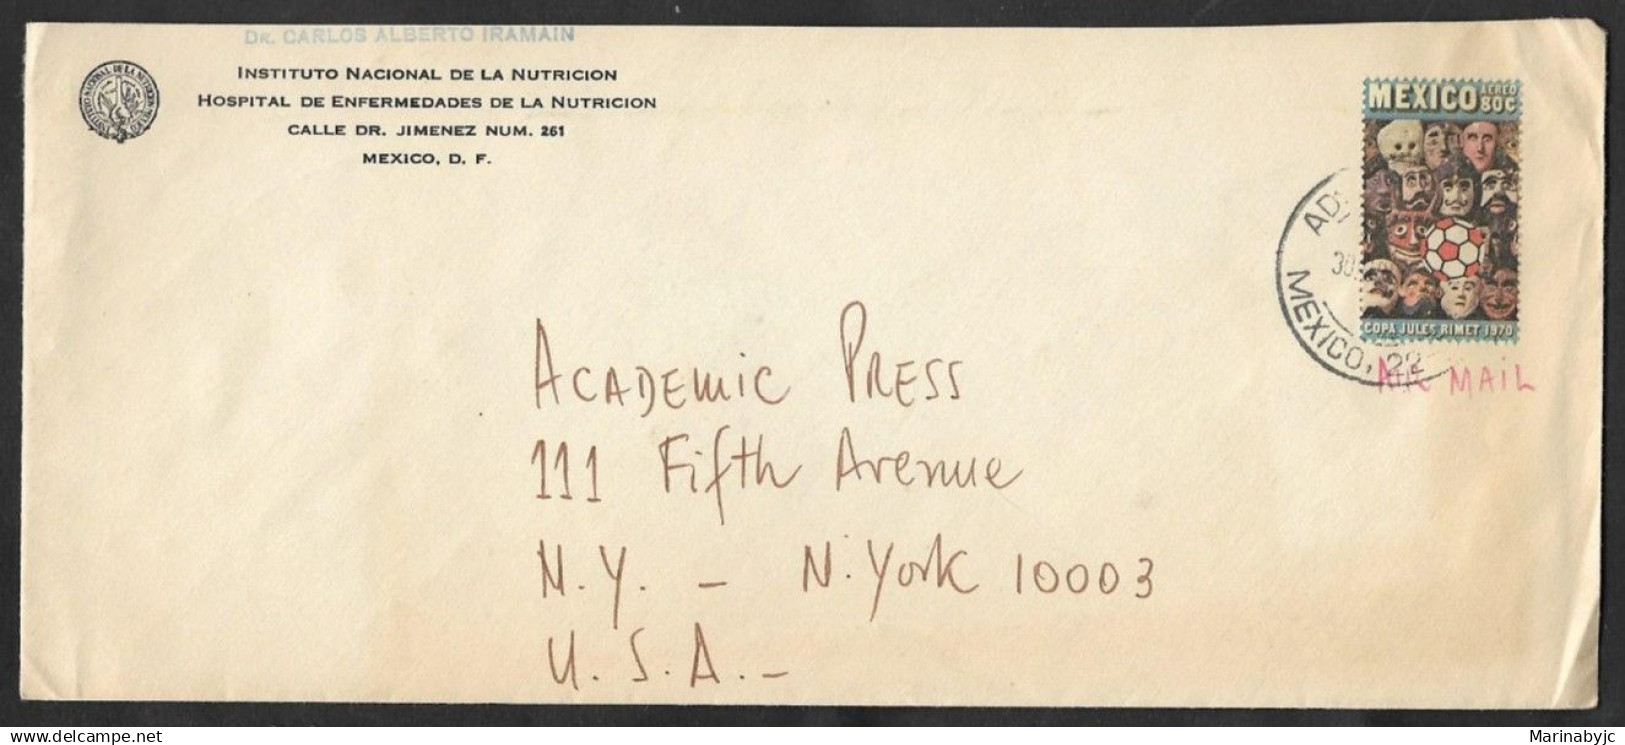 DR. CARLOS ALBERTO IRAMAIN
INSTITUTO NACIONAL DE LA NUTRICION
HOSPITAL DE ENFERMEDADES DE LA NUTRICION
CALLE DR. JIMENEZ NUM. 261
MEXICO, D. F.
MEXICO AEREO 80C
COPA JULES RIMET 1970
MEXICO, 22
AIR MAIL
ACADEMIC PRESS
111 Fifth Avenue
N.Y. - N. York 10003
U.S.A.-
Marinabyjc